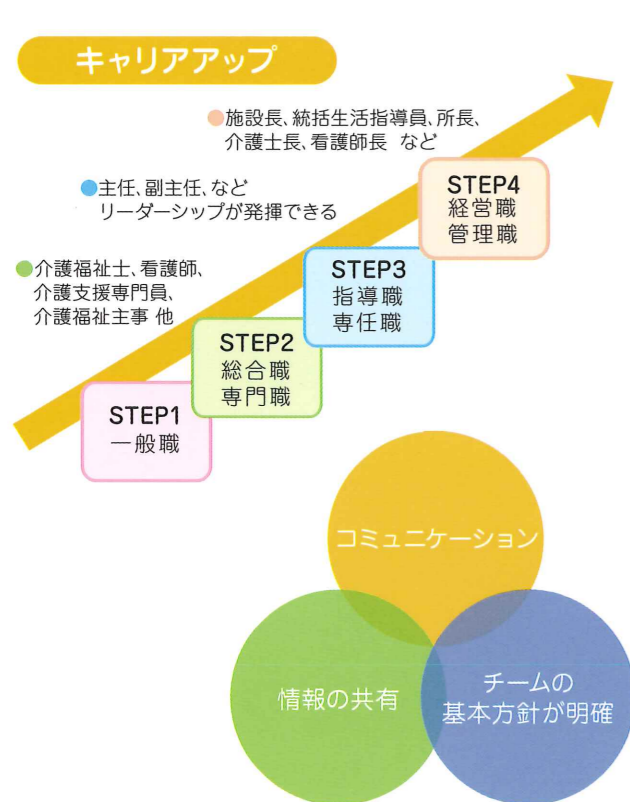 キャリアアップ
●施設長、統括生活指導員、所長、
介護士長、看護師長 など
●主任、副主任、など
リーダーシップが発揮できる
●介護福祉士、看護師、
介護支援専門員、
介護福祉主事 他
STEP4
経営職
管理職
STEP3
指導職
専任職
STEP2
総合職
専門職
STEP1
一般職
コミュニケーション
情報の共有
チームの
基本方針が明確